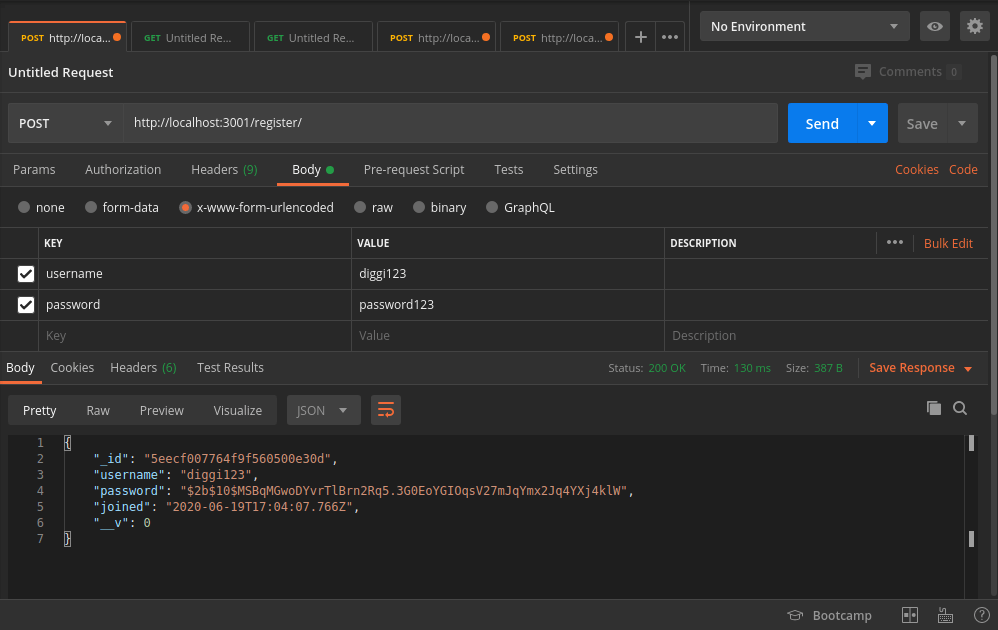 POST http://loca... GET Untitled Re... GET Untitled Re... POST http://loca... POST http://loca... + ••• No Environment
Untitled Request Comments 0
POST http://localhost:3001/register/ Send Save
Params Authorization Headers (9) Body Pre-request Script Tests Settings Cookies Code
none form-data x-www-form-urlencoded raw binary GraphQL
KEY VALUE DESCRIPTION ••• Bulk Edit
username diggi123
password password123
Key Value Description
Body Cookies Headers (6) Test Results Status: 200 OK Time: 130 ms Size: 387 B Save Response
Pretty Raw Preview Visualize JSON
1 {
2 "_id": "5eecf007764f9f560500e30d",
3 "username": "diggi123",
4 "password": "$2b$10$MSBqMGwoDYvrTlBrn2Rq5.3G0EoYGIOqsV27mJqYmx2Jq4YXj4klW",
5 "joined": "2020-06-19T17:04:07.766Z",
6 "__v": 0
7 }
Bootcamp ?